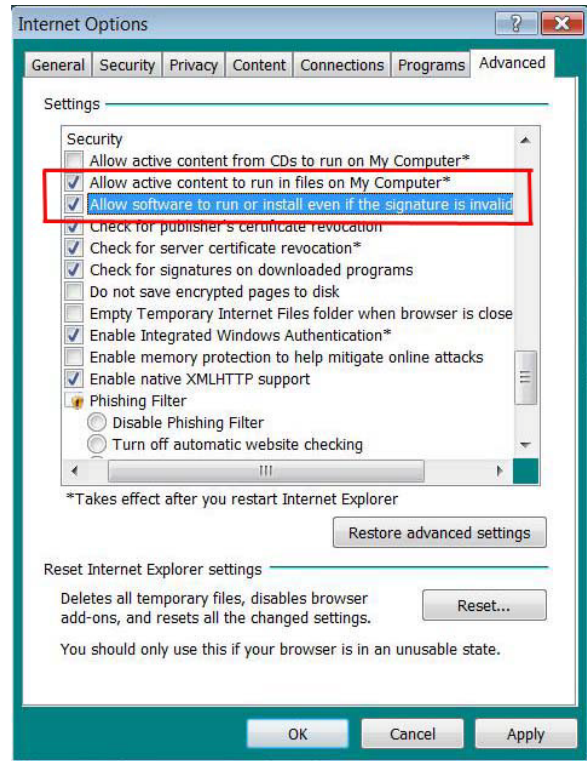 Internet Options
General Security Privacy Content Connections Programs Advanced
Settings
Security
Allow active content from CDs to run on My Computer*
Allow active content to run in files on My Computer*
Allow software to run or install even if the signature is invalid
Check for publisher's certificate revocation
Check for server certificate revocation*
Check for signatures on downloaded programs
Do not save encrypted pages to disk
Empty Temporary Internet Files folder when browser is close
Enable Integrated Windows Authentication*
Enable memory protection to help mitigate online attacks
Enable native XMLHTTP support
Phishing Filter
Disable Phishing Filter
Turn off automatic website checking
*Takes effect after you restart Internet Explorer
Restore advanced settings
Reset Internet Explorer settings
Deletes all temporary files, disables browser
add-ons, and resets all the changed settings.
Reset...
You should only use this if your browser is in an unusable state.
OK Cancel Apply